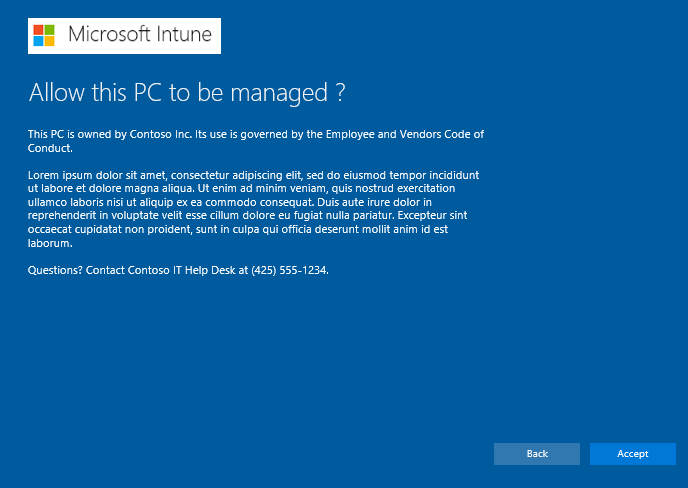 Microsoft Intune
Allow this PC to be managed ?
This PC is owned by Contoso Inc. Its use is governed by the Employee and Vendors Code of
Conduct.
Lorem ipsum dolor sit amet, consectetur adipiscing elit, sed do eiusmod tempor incididunt
ut labore et dolore magna aliqua. Ut enim ad minim veniam, quis nostrud exercitation
ullamco laboris nisi ut aliquip ex ea commodo consequat. Duis aute irure dolor in
reprehenderit in voluptate velit esse cillum dolore eu fugiat nulla pariatur. Excepteur sint
occaecat cupidatat non proident, sunt in culpa qui officia deserunt mollit anim id est
laborum.
Questions? Contact Contoso IT Help Desk at (425) 555-1234.
Back
Accept